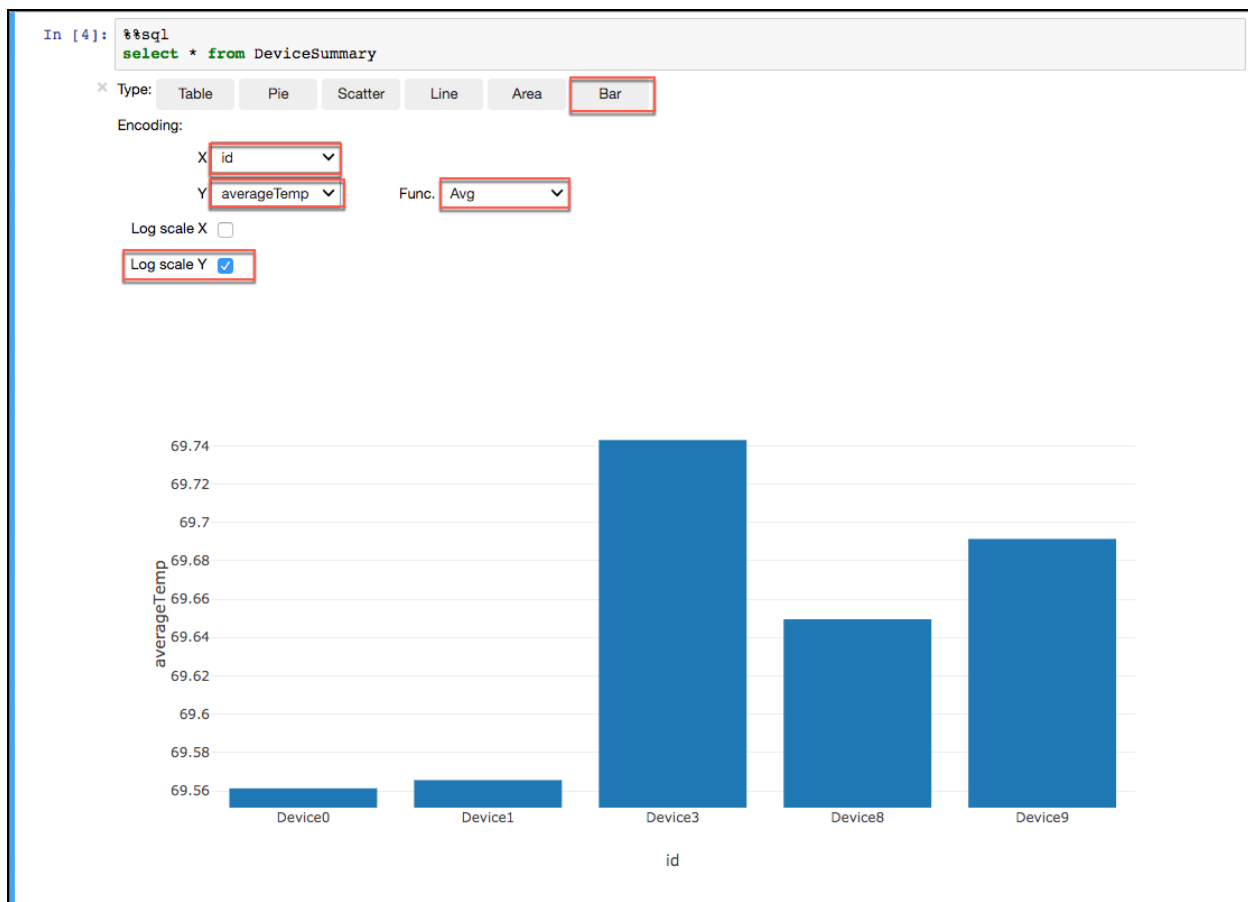 In [4]: %%sql
select * from DeviceSummary
× Type: Table Pie Scatter Line Area Bar
Encoding:
X id
Y averageTemp Func. Avg
Log scale X
Log scale Y
69.74
69.72
69.7
69.68
69.66
69.64
69.62
69.6
69.58
69.56
averageTemp
Device0 Device1 Device3 Device8 Device9
id